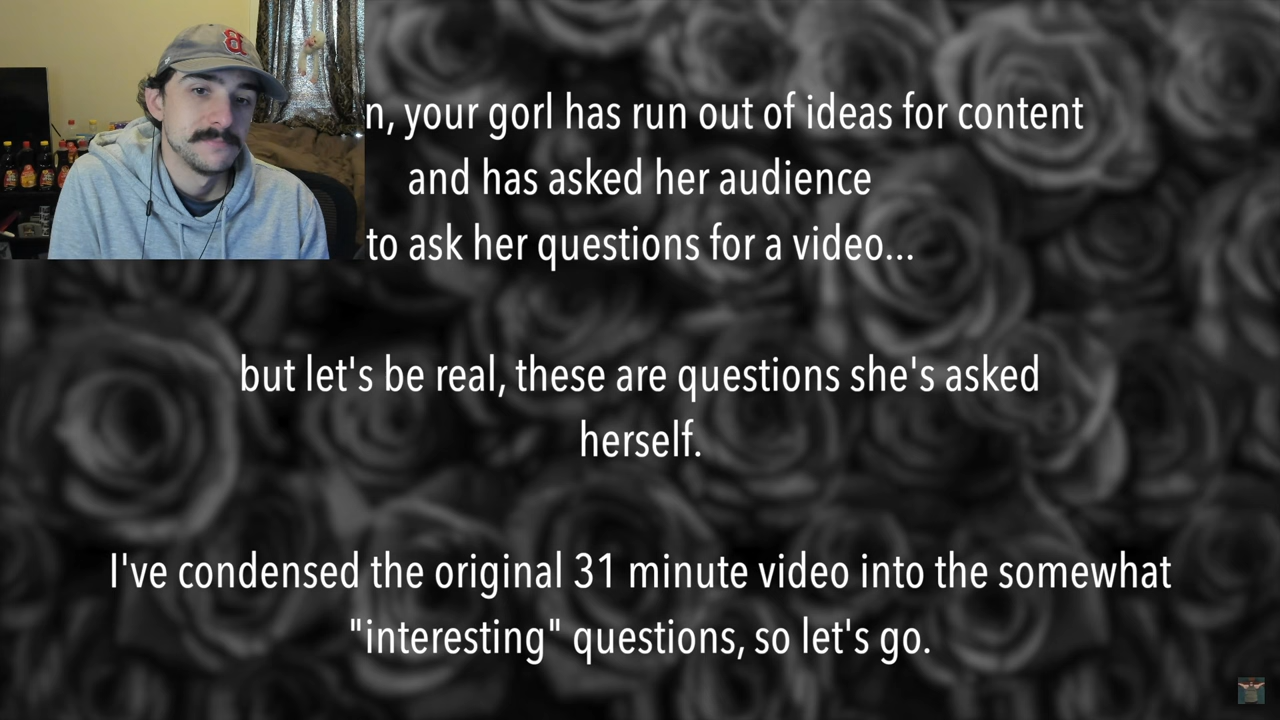 n, your gorl has run out of ideas for content
and has asked her audience
to ask her questions for a video...
but let's be real, these are questions she's asked
herself.
I've condensed the original 31 minute video into the somewhat
"interesting" questions, so let's go.